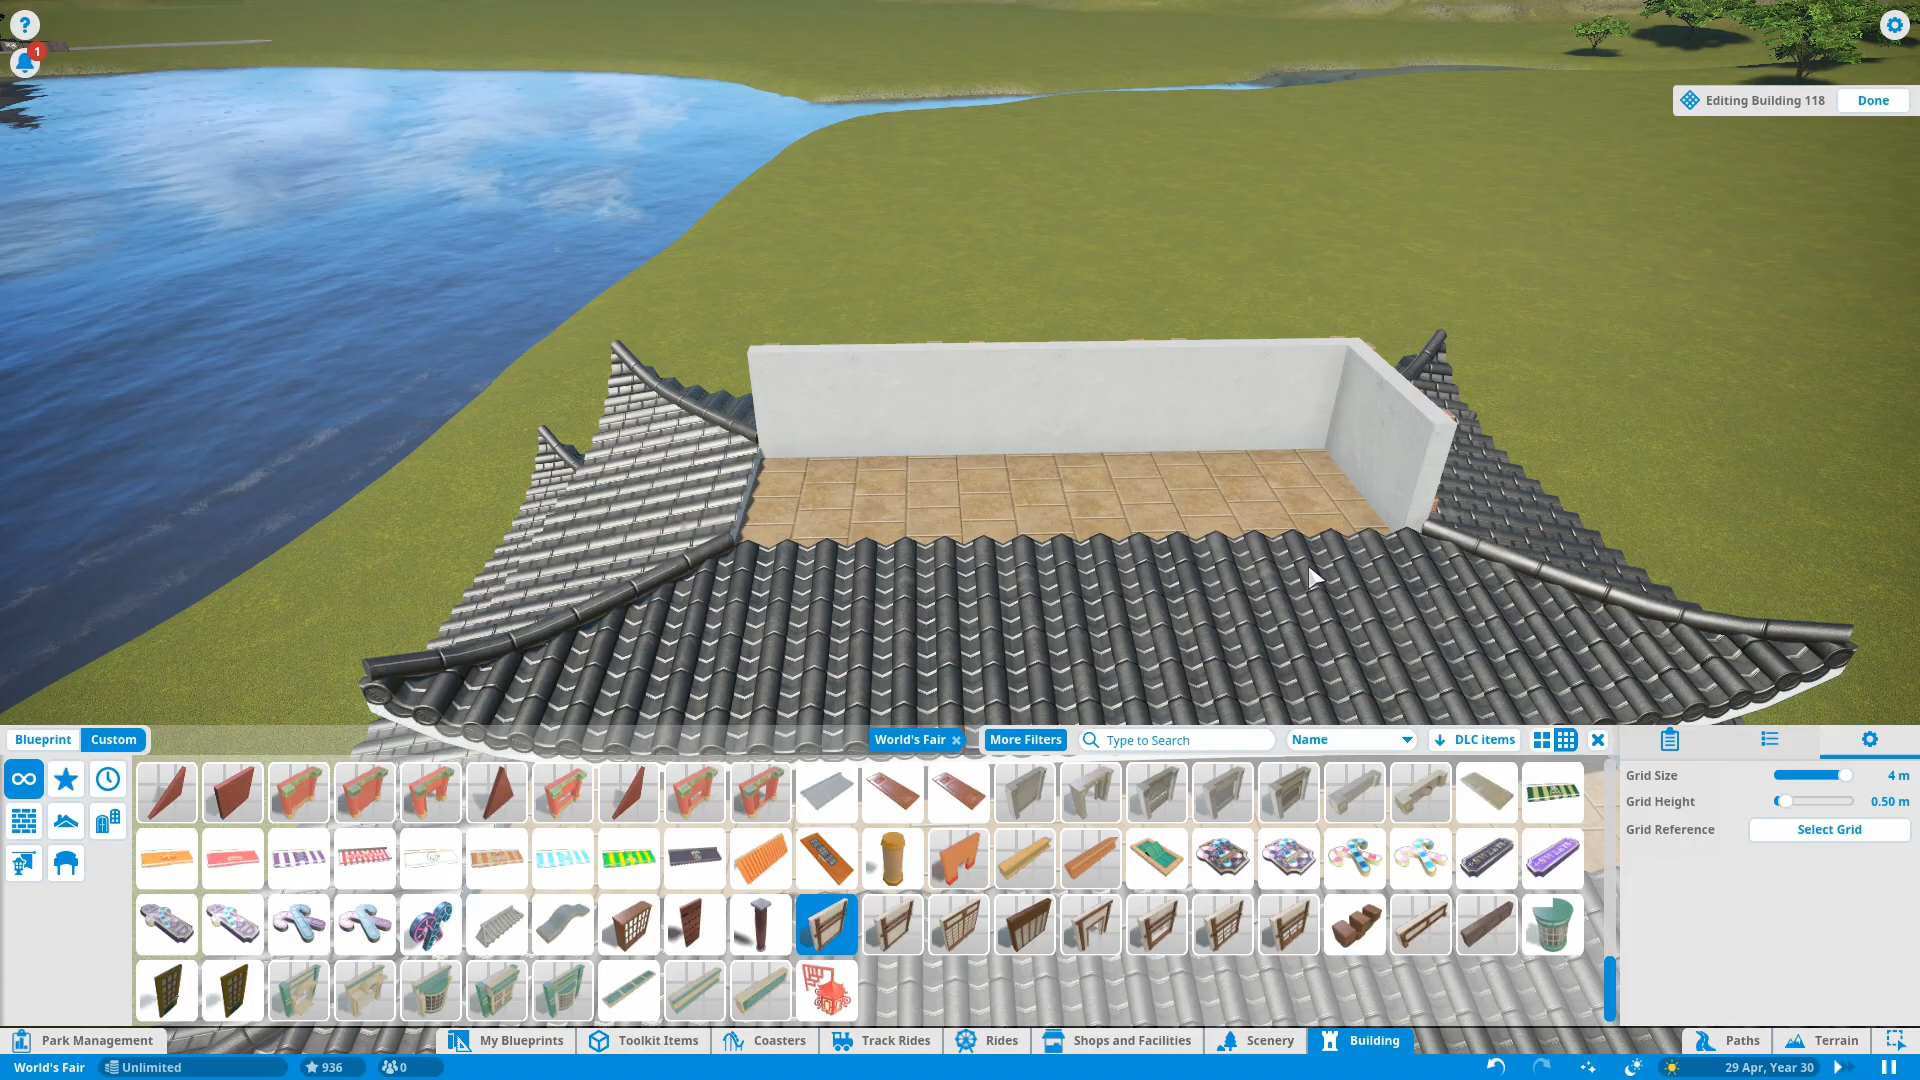 ?
1
Editing Building 118
Done
Blueprint
Custom
World's Fair
More Filters
Type to Search
Name
DLC items
Grid Size
4 m
Grid Height
0.50 m
Grid Reference
Select Grid
Park Management
My Blueprints
Toolkit Items
Coasters
Track Rides
Rides
Shops and Facilities
Scenery
Building
Paths
Terrain
World's Fair
Unlimited
936
0
29 Apr, Year 30